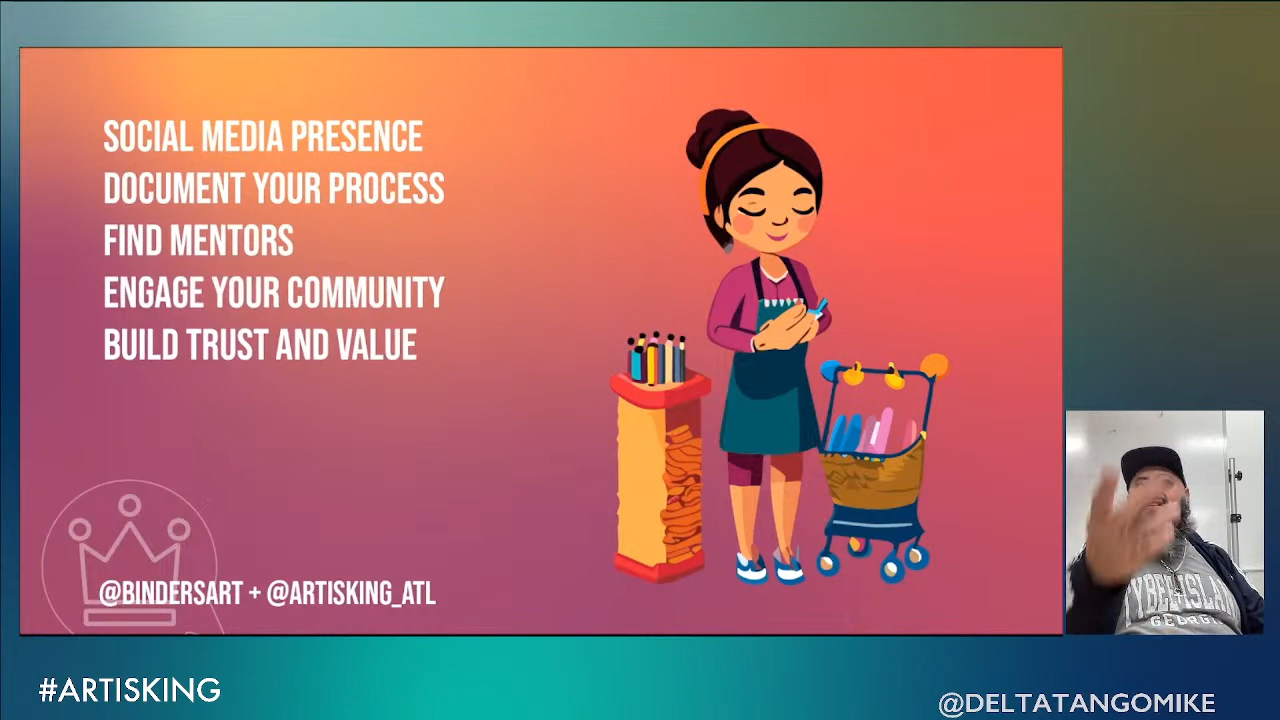 SOCIAL MEDIA PRESENCE
DOCUMENT YOUR PROCESS
FIND MENTORS
ENGAGE YOUR COMMUNITY
BUILD TRUST AND VALUE
@BINDERSART + @ARTISKING_ATL
GEORGIA
#ARTISKING
@DELTATANGOMIKE